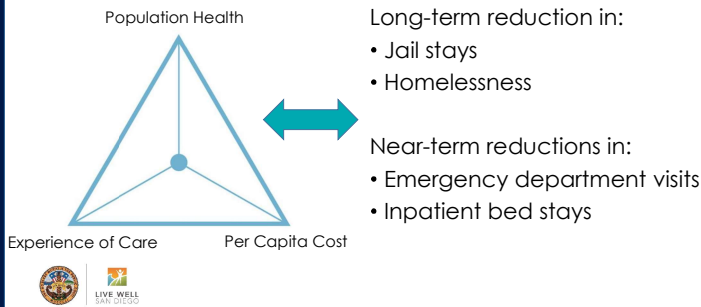 Population Health
Experience of Care
Per Capita Cost
Long-term reduction in:
• Jail stays
• Homelessness
Near-term reductions in:
• Emergency department visits
• Inpatient bed stays
LIVE WELL
SAN DIEGO